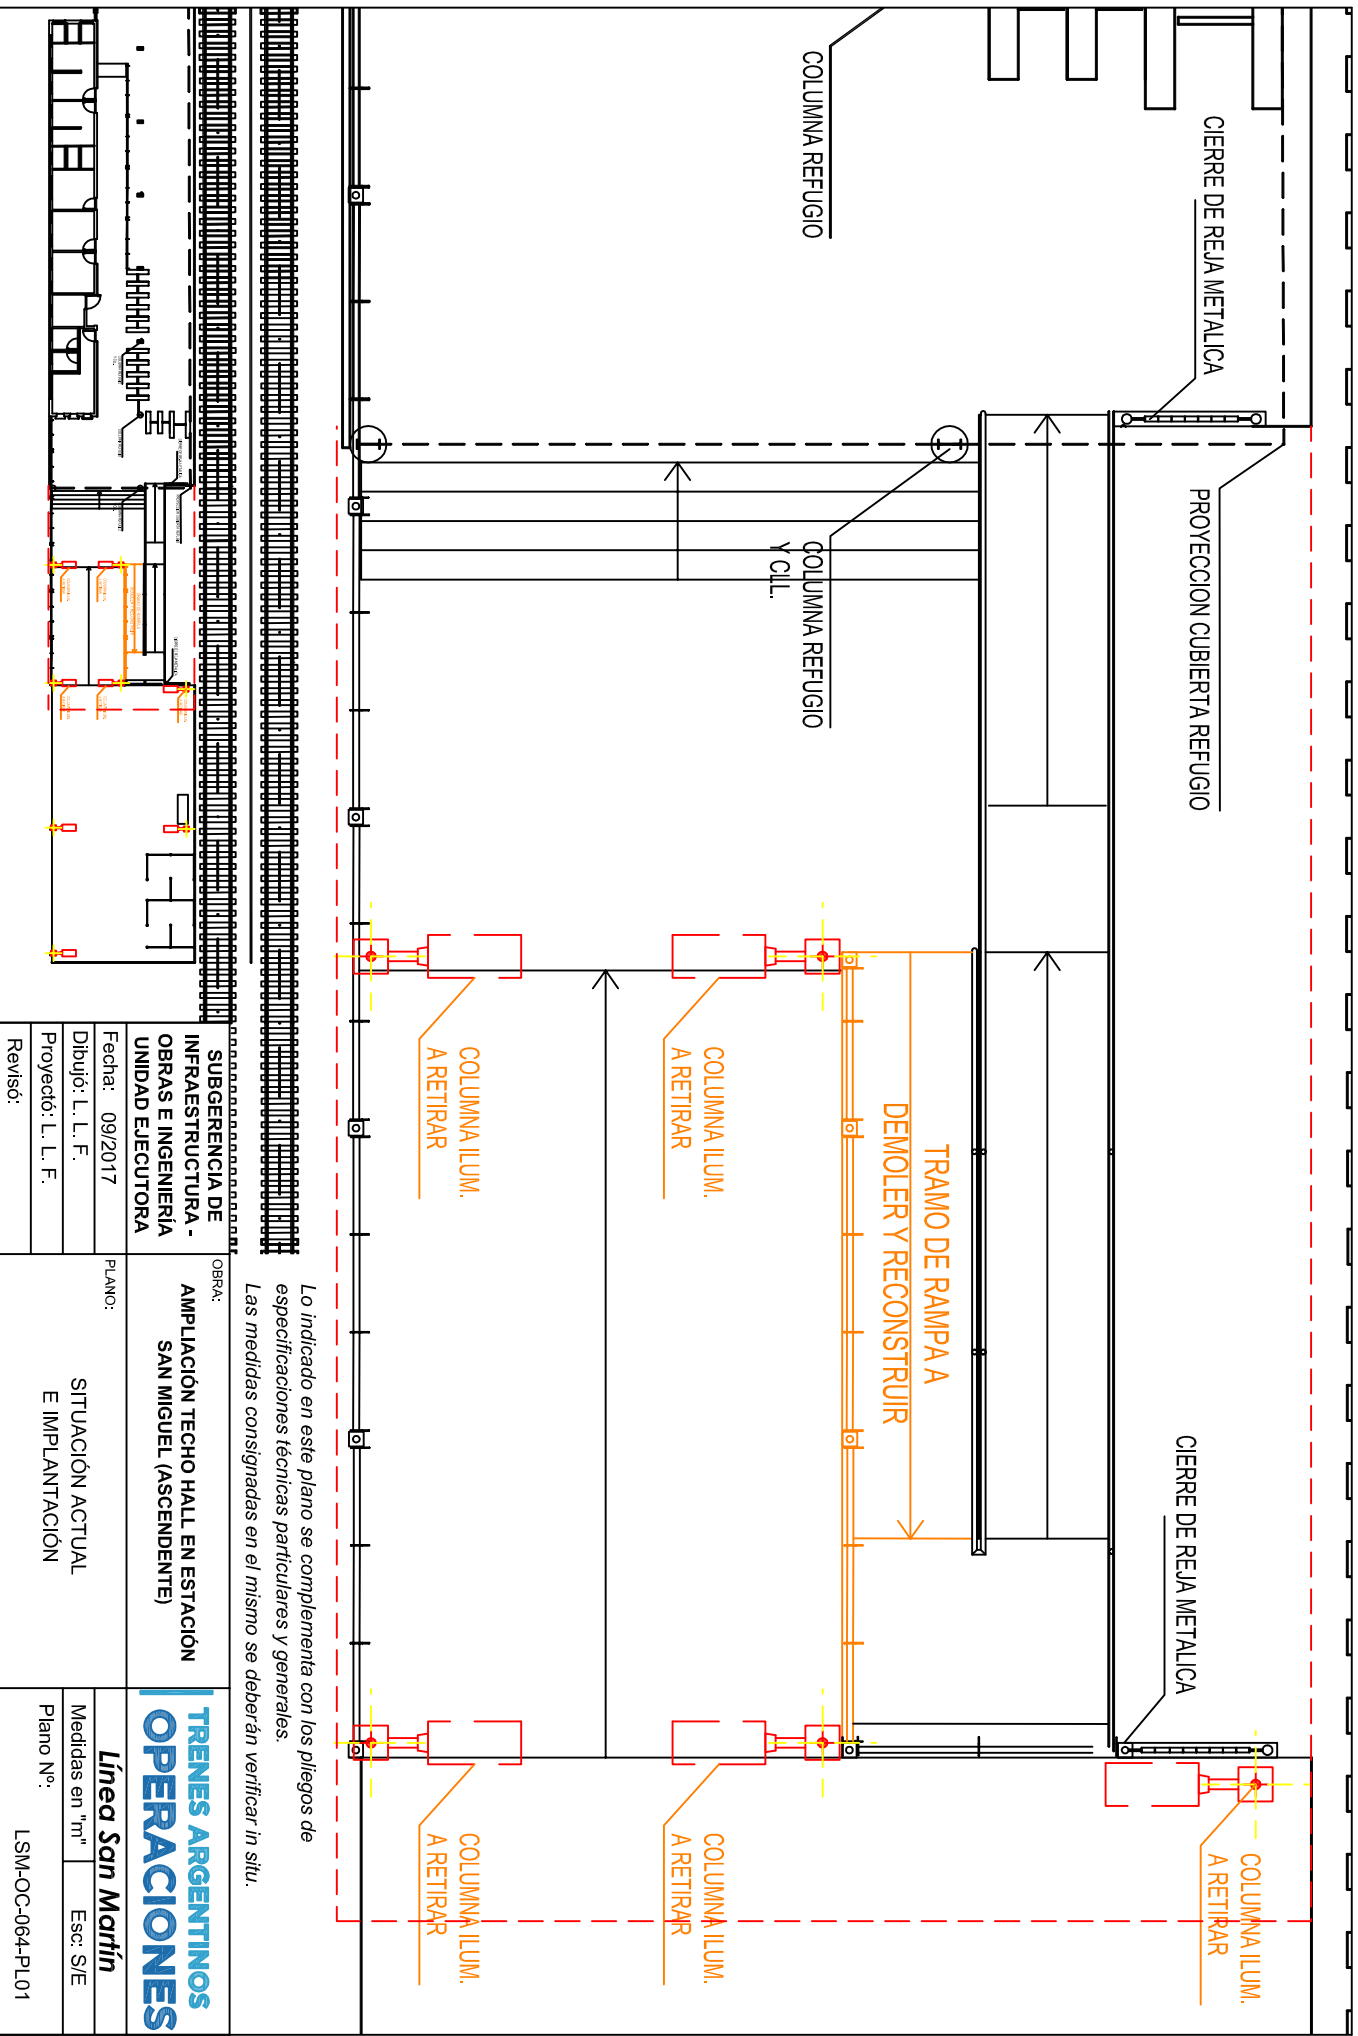 COLUMNA REFUGIO
CIERRE DE REJA METALICA
PROYECCION CUBIERTA REFUGIO
COLUMNA REFUGIO
Y CLL.
CIERRE DE REJA METALICA
TRAMO DE RAMPA A
DEMOLER Y RECONSTRUIR
COLUMNA ILUM.
A RETIRAR
COLUMNA ILUM.
A RETIRAR
COLUMNA ILUM.
A RETIRAR
COLUMNA ILUM.
A RETIRAR
COLUMNA ILUM.
A RETIRAR
Lo indicado en este plano se complementa con los pliegos de
especificaciones técnicas particulares y generales.
Las medidas consignadas en el mismo se deberán verificar in situ.
SUBGERENCIA DE
INFRAESTRUCTURA -
OBRAS E INGENIERÍA
UNIDAD EJECUTORA
Fecha: 09/2017
Dibujó: L. L. F.
Proyectó: L. L. F.
Revisó:
OBRA:
AMPLIACIÓN TECHO HALL EN ESTACIÓN
SAN MIGUEL (ASCENDENTE)
PLANO:
SITUACIÓN ACTUAL
E IMPLANTACIÓN
TRENES ARGENTINOS
OPERACIONES
Línea San Martín
Medidas en "m"
Esc: S/E
Plano Nº:
LSM-OC-064-PL01